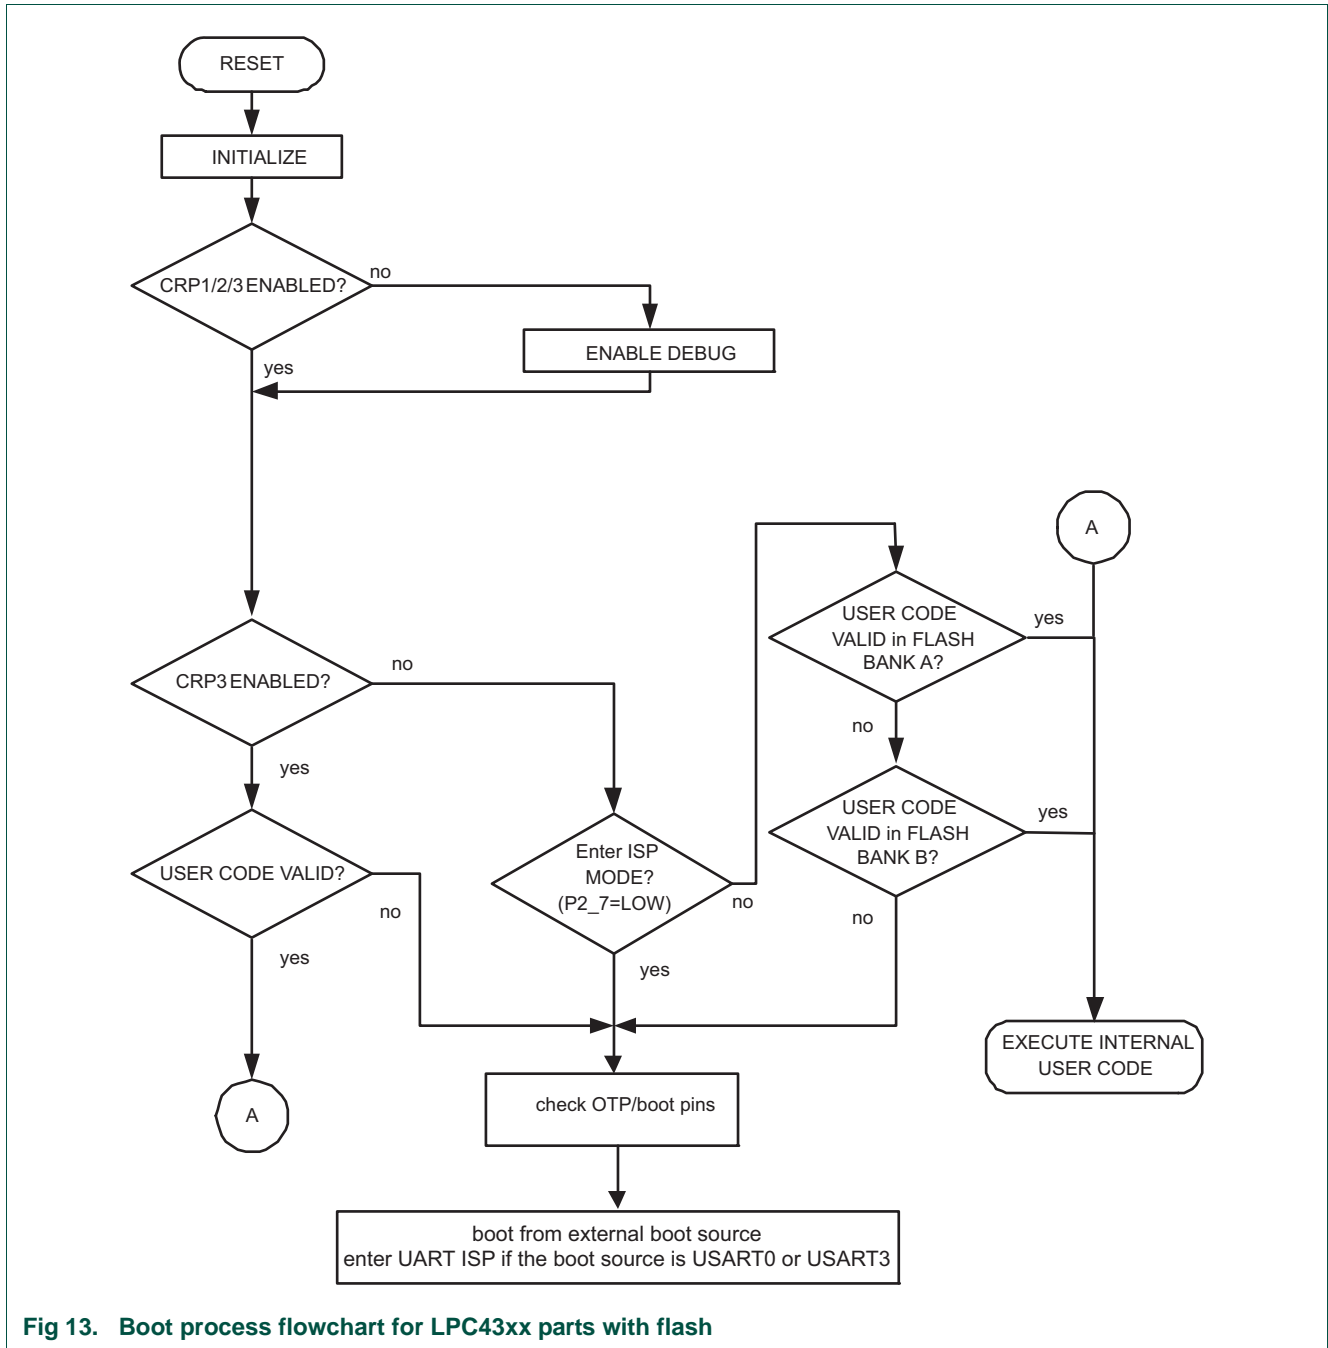 RESET
INITIALIZE
CRP1/2/3 ENABLED?
no
ENABLE DEBUG
yes
A
USER CODE
VALID in FLASH
BANK A?
yes
no
CRP3 ENABLED?
no
yes
USER CODE
VALID in FLASH
BANK B?
yes
no
Enter ISP
MODE?
(P2_7=LOW)
no
yes
USER CODE VALID?
no
yes
EXECUTE INTERNAL
USER CODE
A
check OTP/boot pins
boot from external boot source
enter UART ISP if the boot source is USART0 or USART3
Fig 13. Boot process flowchart for LPC43xx parts with flash